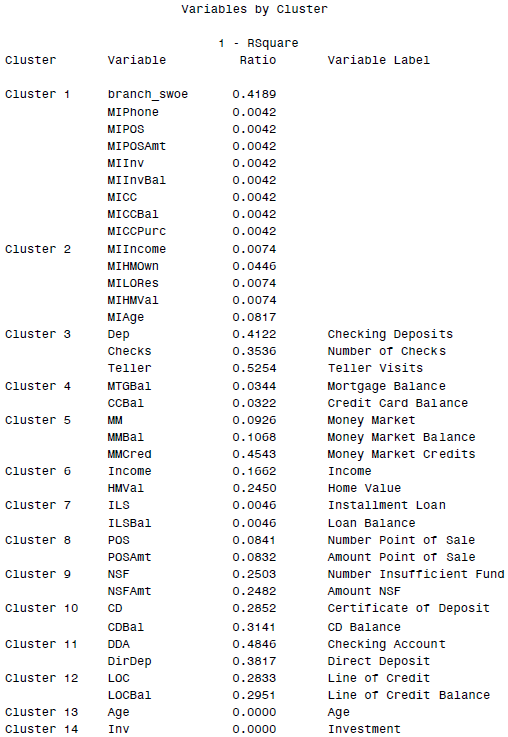 Variables by Cluster
1 - RSquare
Cluster Variable Ratio Variable Label
Cluster 1 branch_swoe 0.4189
MIPhone 0.0042
MIPOS 0.0042
MIPOSAmt 0.0042
MIInv 0.0042
MIInvBal 0.0042
MICC 0.0042
MICCBal 0.0042
MICCPurc 0.0042
Cluster 2 MIIncome 0.0074
MIHMOwn 0.0446
MILORes 0.0074
MIHMVal 0.0074
MIAge 0.0817
Cluster 3 Dep 0.4122 Checking Deposits
Checks 0.3536 Number of Checks
Teller 0.5254 Teller Visits
Cluster 4 MTGBal 0.0344 Mortgage Balance
CCBal 0.0322 Credit Card Balance
Cluster 5 MM 0.0926 Money Market
MMBal 0.1068 Money Market Balance
MMCred 0.4543 Money Market Credits
Cluster 6 Income 0.1662 Income
HMVal 0.2450 Home Value
Cluster 7 ILS 0.0046 Installment Loan
ILSBal 0.0046 Loan Balance
Cluster 8 POS 0.0841 Number Point of Sale
POSAmt 0.0832 Amount Point of Sale
Cluster 9 NSF 0.2503 Number Insufficient Fund
NSFAmt 0.2482 Amount NSF
Cluster 10 CD 0.2852 Certificate of Deposit
CDBal 0.3141 CD Balance
Cluster 11 DDA 0.4846 Checking Account
DirDep 0.3817 Direct Deposit
Cluster 12 LOC 0.2833 Line of Credit
LOCBal 0.2951 Line of Credit Balance
Cluster 13 Age 0.0000 Age
Cluster 14 Inv 0.0000 Investment